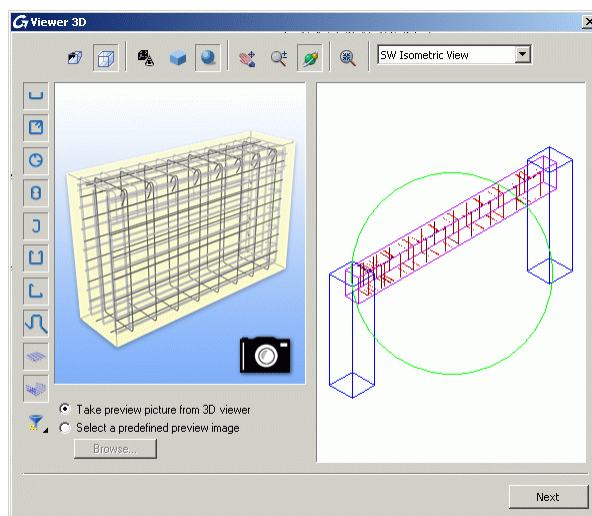 Viewer 3D
SW Isometric View
Take preview picture from 3D viewer
Select a predefined preview image
Browse...
Next